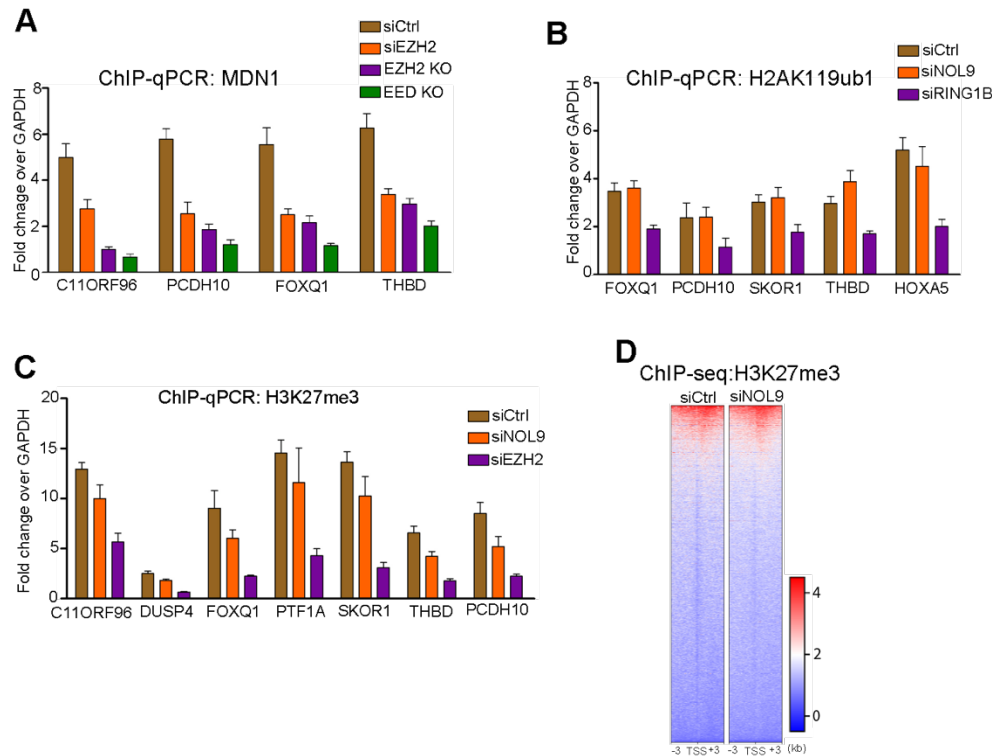 A
ChIP-qPCR: MDN1
siCtrl
siEZH2
EZH2 KO
EED KO
Fold chnage over GAPDH
8
6
4
2
0
C11ORF96 PCDH10 FOXQ1 THBD
B
ChIP-qPCR: H2AK119ub1
siCtrl
siNOL9
siRING1B
Fold change over GAPDH
8
6
4
2
0
FOXQ1 PCDH10 SKOR1 THBD HOXA5
C
ChIP-qPCR: H3K27me3
siCtrl
siNOL9
siEZH2
Fold change over GAPDH
20
15
10
5
0
C11ORF96 DUSP4 FOXQ1 PTF1A SKOR1 THBD PCDH10
D
ChIP-seq:H3K27me3
siCtrl siNOL9
4
2
0
-3 TSS +3 -3 TSS +3 (kb)